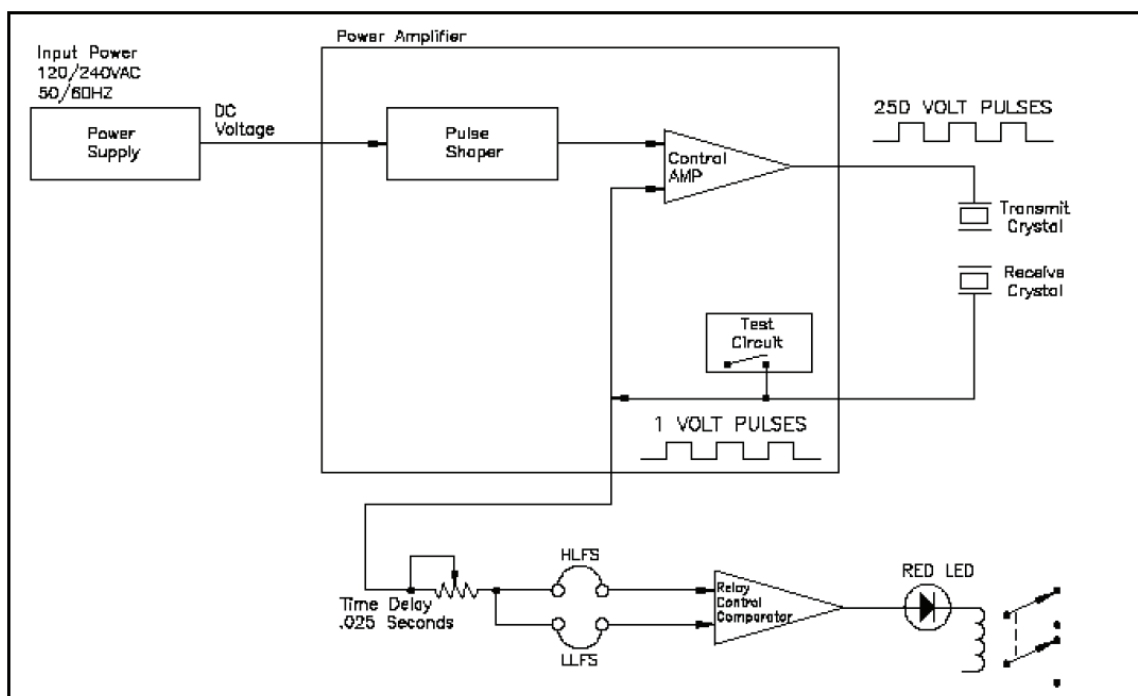 Power Amplifier
Input Power
120/240VAC
50/60HZ
Power
Supply
DC
Voltage
Pulse
Shaper
Control
AMP
250 VOLT PULSES
Transmit
Crystal
Receive
Crystal
Test
Circuit
1 VOLT PULSES
Time Delay
.025 Seconds
HLFS
LLFS
Relay
Control
Comparator
RED LED